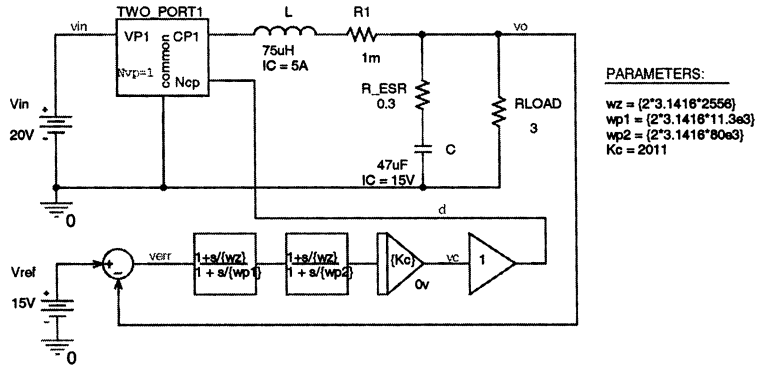 TWO_PORT1
L
R1
vin
VP1
CP1
common
Nvp=1
Ncp
75uH
IC = 5A
1m
vo
R_ESR
0.3
RLOAD
3
Vin
+
20V
-
C
47uF
IC = 15V
0
PARAMETERS:
wz = {2*3.1416*2556}
wp1 = {2*3.1416*11.3e3}
wp2 = {2*3.1416*80e3}
Kc = 2011
d
Vref
+
15V
-
0
+
-
verr
1+s/{wz}
1 + s/{wp1}
1+s/{wz}
1 + s/{wp2}
{Kc}
0v
vc
1